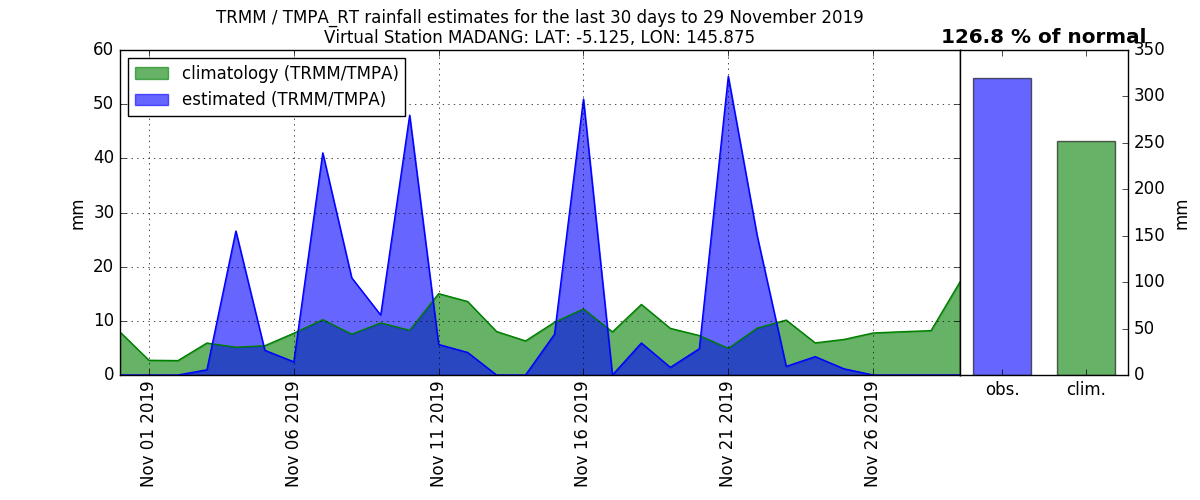 TRMM / TMPA_RT rainfall estimates for the last 30 days to 29 November 2019
Virtual Station MADANG: LAT: -5.125, LON: 145.875
126.8 % of normal
climatology (TRMM/TMPA)
estimated (TRMM/TMPA)
60
50
40
30
20
10
0
mm
Nov 01 2019
Nov 06 2019
Nov 11 2019
Nov 16 2019
Nov 21 2019
Nov 26 2019
350
300
250
200
150
100
50
0
mm
obs.
clim.